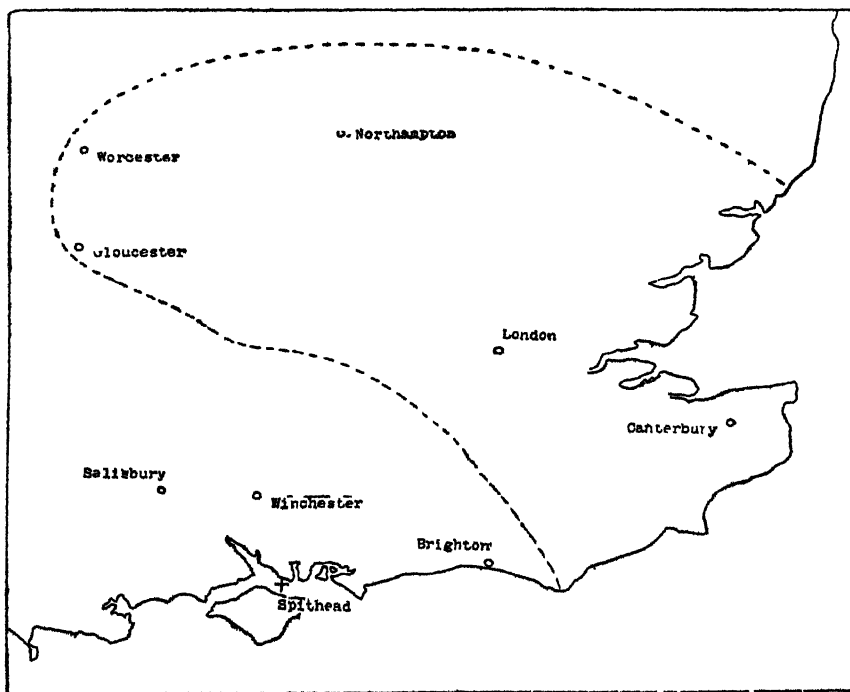 Northampton
Worcester
Gloucester
London
Canterbury
Salisbury
Winchester
Brighton
Spithead